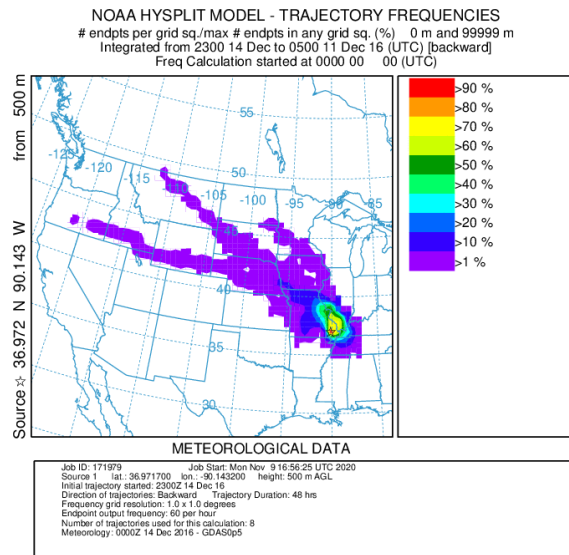 NOAA HYSPLIT MODEL - TRAJECTORY FREQUENCIES
# endpts per grid sq./max # endpts in any grid sq. (%)    0 m and 99999 m
Integrated from 2300 14 Dec to 0500 11 Dec 16 (UTC) [backward]
Freq Calculation started at 0000 00    00 (UTC)
Source ☆ 36.972 N 90.143 W    from 500 m
>90 %
>80 %
>70 %
>60 %
>50 %
>40 %
>30 %
>20 %
>10 %
>1 %
55
-125
-120
-115
-110
-105
-100
-95
-90
-85
50
45
40
35
30
METEOROLOGICAL DATA
Job ID: 171979    Job Start: Mon Nov 9 16:56:25 UTC 2020
Source 1    lat.: 36.971700    lon.: -90.143200    height: 500 m AGL
Initial trajectory started: 2300Z 14 Dec 16
Direction of trajectories: Backward    Trajectory Duration: 48 hrs
Frequency grid resolution: 1.0 x 1.0 degrees
Endpoint output frequency: 60 per hour
Number of trajectories used for this calculation: 8
Meteorology: 0000Z 14 Dec 2016 - GDAS0p5